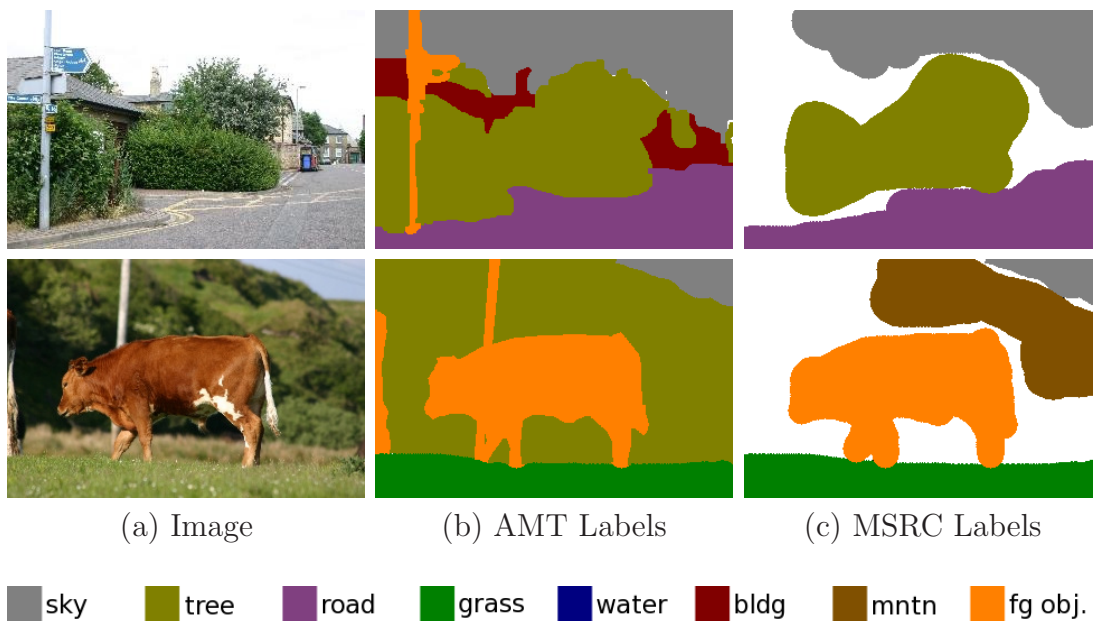 (a) Image
(b) AMT Labels
(c) MSRC Labels
sky
tree
road
grass
water
bldg
mntn
fg obj.